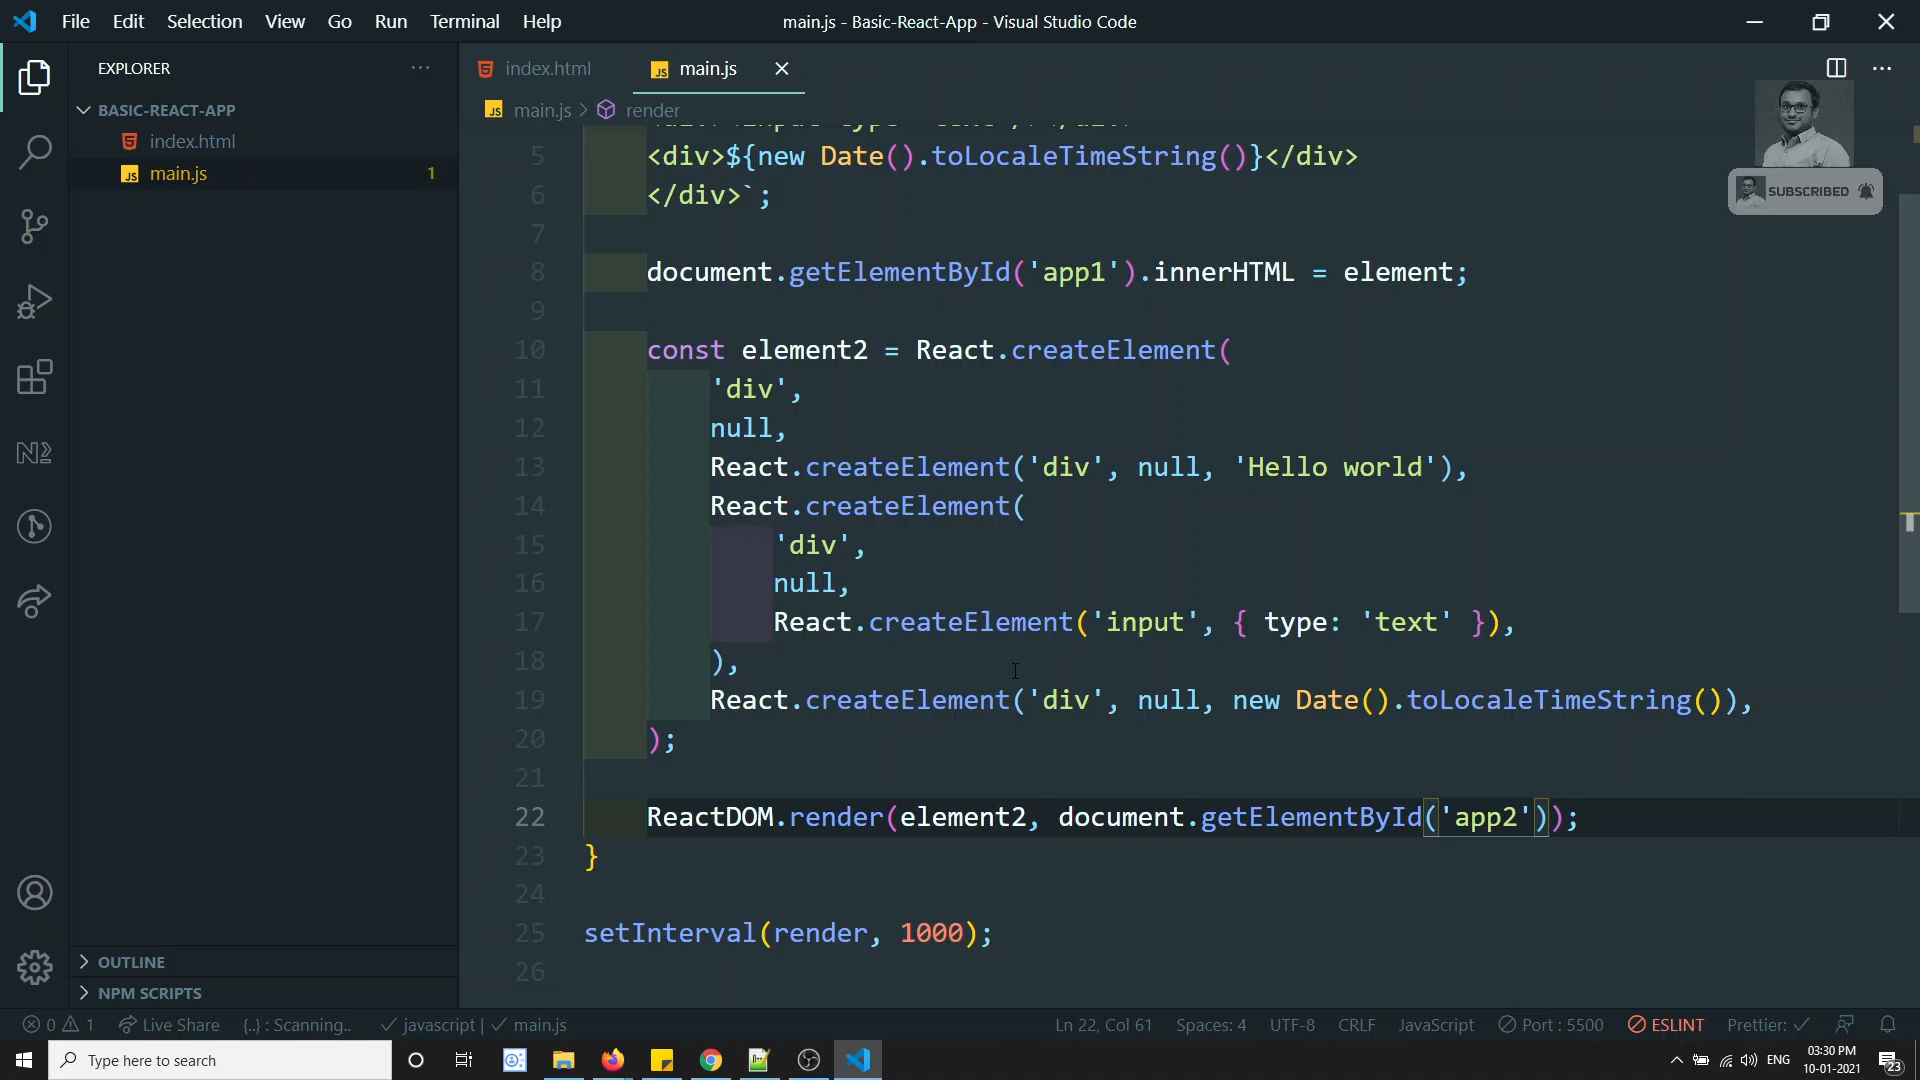 File Edit Selection View Go Run Terminal Help
main.js - Basic-React-App - Visual Studio Code
EXPLORER
BASIC-REACT-APP
index.html
main.js 1
OUTLINE
NPM SCRIPTS
index.html
main.js
main.js > render
SUBSCRIBED
5 <div>${new Date().toLocaleTimeString()}</div>
6 </div>`;
7
8 document.getElementById('app1').innerHTML = element;
9
10 const element2 = React.createElement(
11 'div',
12 null,
13 React.createElement('div', null, 'Hello world'),
14 React.createElement(
15 'div',
16 null,
17 React.createElement('input', { type: 'text' }),
18 ),
19 React.createElement('div', null, new Date().toLocaleTimeString()),
20 );
21
22 ReactDOM.render(element2, document.getElementById('app2'));
23 }
24
25 setInterval(render, 1000);
26
0 1 Live Share {..} : Scanning.. javascript | main.js Ln 22, Col 61 Spaces: 4 UTF-8 CRLF JavaScript Port : 5500 ESLINT Prettier:
Type here to search
ENG
03:30 PM
10-01-2021
23